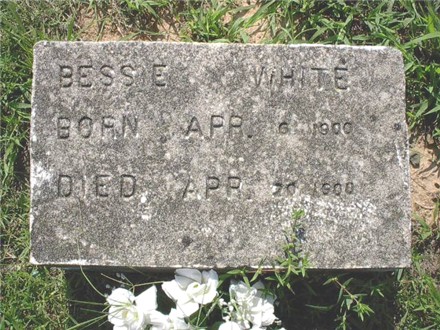 BESSIE WHITE
BORN APR. 6 1900
DIED APR. 20 1900